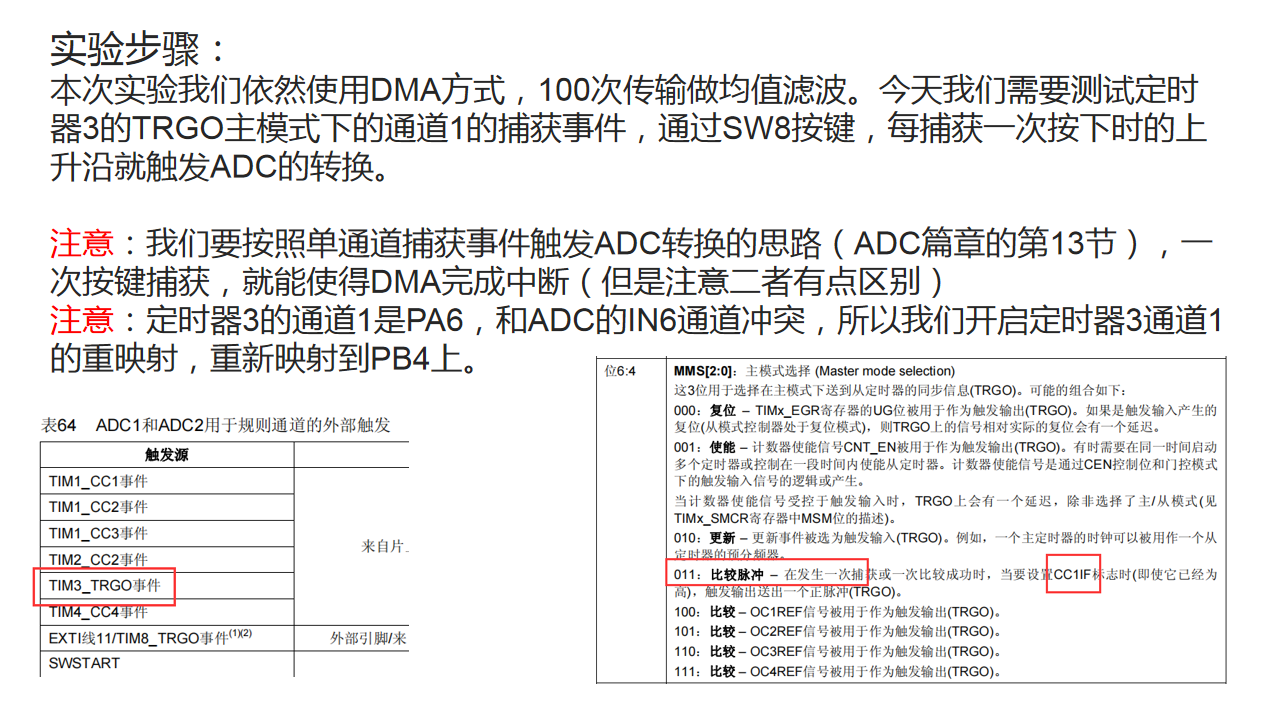 实验步骤：
本次实验我们依然使用DMA方式，100次传输做均值滤波。今天我们需要测试定时
器3的TRGO主模式下的通道1的捕获事件，通过SW8按键，每捕获一次按下时的上
升沿就触发ADC的转换。
注意：我们要按照单通道捕获事件触发ADC转换的思路（ADC篇章的第13节），一
次按键捕获，就能使得DMA完成中断（但是注意二者有点区别）
注意：定时器3的通道1是PA6，和ADC的IN6通道冲突，所以我们开启定时器3通道1
的重映射，重新映射到PB4上。
表64 ADC1和ADC2用于规则通道的外部触发
触发源
TIM1_CC1事件
TIM1_CC2事件
TIM1_CC3事件
来自片
TIM2_CC2事件
TIM3_TRGO事件
TIM4_CC4事件
EXTI线11/TIM8_TRGO事件(1)(2) 外部引脚/来
SWSTART
位6:4 MMS[2:0]：主模式选择 (Master mode selection)
这3位用于选择在主模式下送到从定时器的同步信息(TRGO)。可能的组合如下：
000：复位 – TIMx_EGR寄存器的UG位被用于作为触发输出(TRGO)。如果是触发输入产生的
复位(从模式控制器处于复位模式)，则TRGO上的信号相对实际的复位会有一个延迟。
001：使能 – 计数器使能信号CNT_EN被用于作为触发输出(TRGO)。有时需要在同一时间启动
多个定时器或控制在一段时间内使能从定时器。计数器使能信号是通过CEN控制位和门控模式
下的触发输入信号的逻辑或产生。
当计数器使能信号受控于触发输入时，TRGO上会有一个延迟，除非选择了主/从模式(见
TIMx_SMCR寄存器中MSM位的描述)。
010：更新 – 更新事件被选为触发输入(TRGO)。例如，一个主定时器的时钟可以被用作一个从
定时器的预分频器。
011：比较脉冲 – 在发生一次捕获或一次比较成功时，当要设置CC1IF标志时(即使它已经为
高)，触发输出送出一个正脉冲(TRGO)。
100：比较 – OC1REF信号被用于作为触发输出(TRGO)。
101：比较 – OC2REF信号被用于作为触发输出(TRGO)。
110：比较 – OC3REF信号被用于作为触发输出(TRGO)。
111：比较 – OC4REF信号被用于作为触发输出(TRGO)。